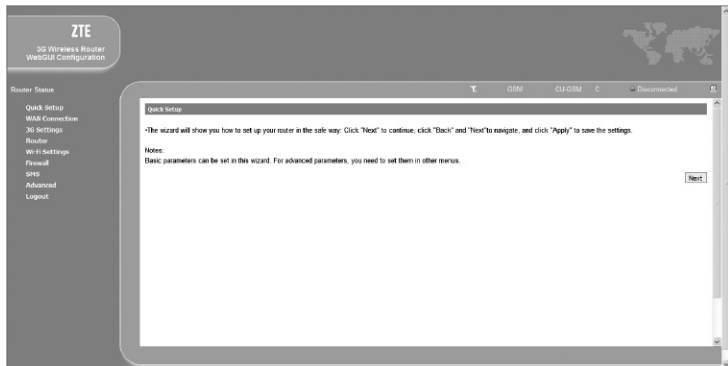 ZTE
3G Wireless Router
WebGUI Configuration
Router Status
GSM
CU-GSM
C
Disconnected
Quick Setup
WAN Connection
3G Settings
Router
Wi-Fi Settings
Firewall
SMS
Advanced
Logout
Quick Setup
•The wizard will show you how to set up your router in the safe way. Click "Next" to continue, click "Back" and "Next"to navigate, and click "Apply" to save the settings.
Notes:
Basic parameters can be set in this wizard. For advanced parameters, you need to set them in other menus.
Next